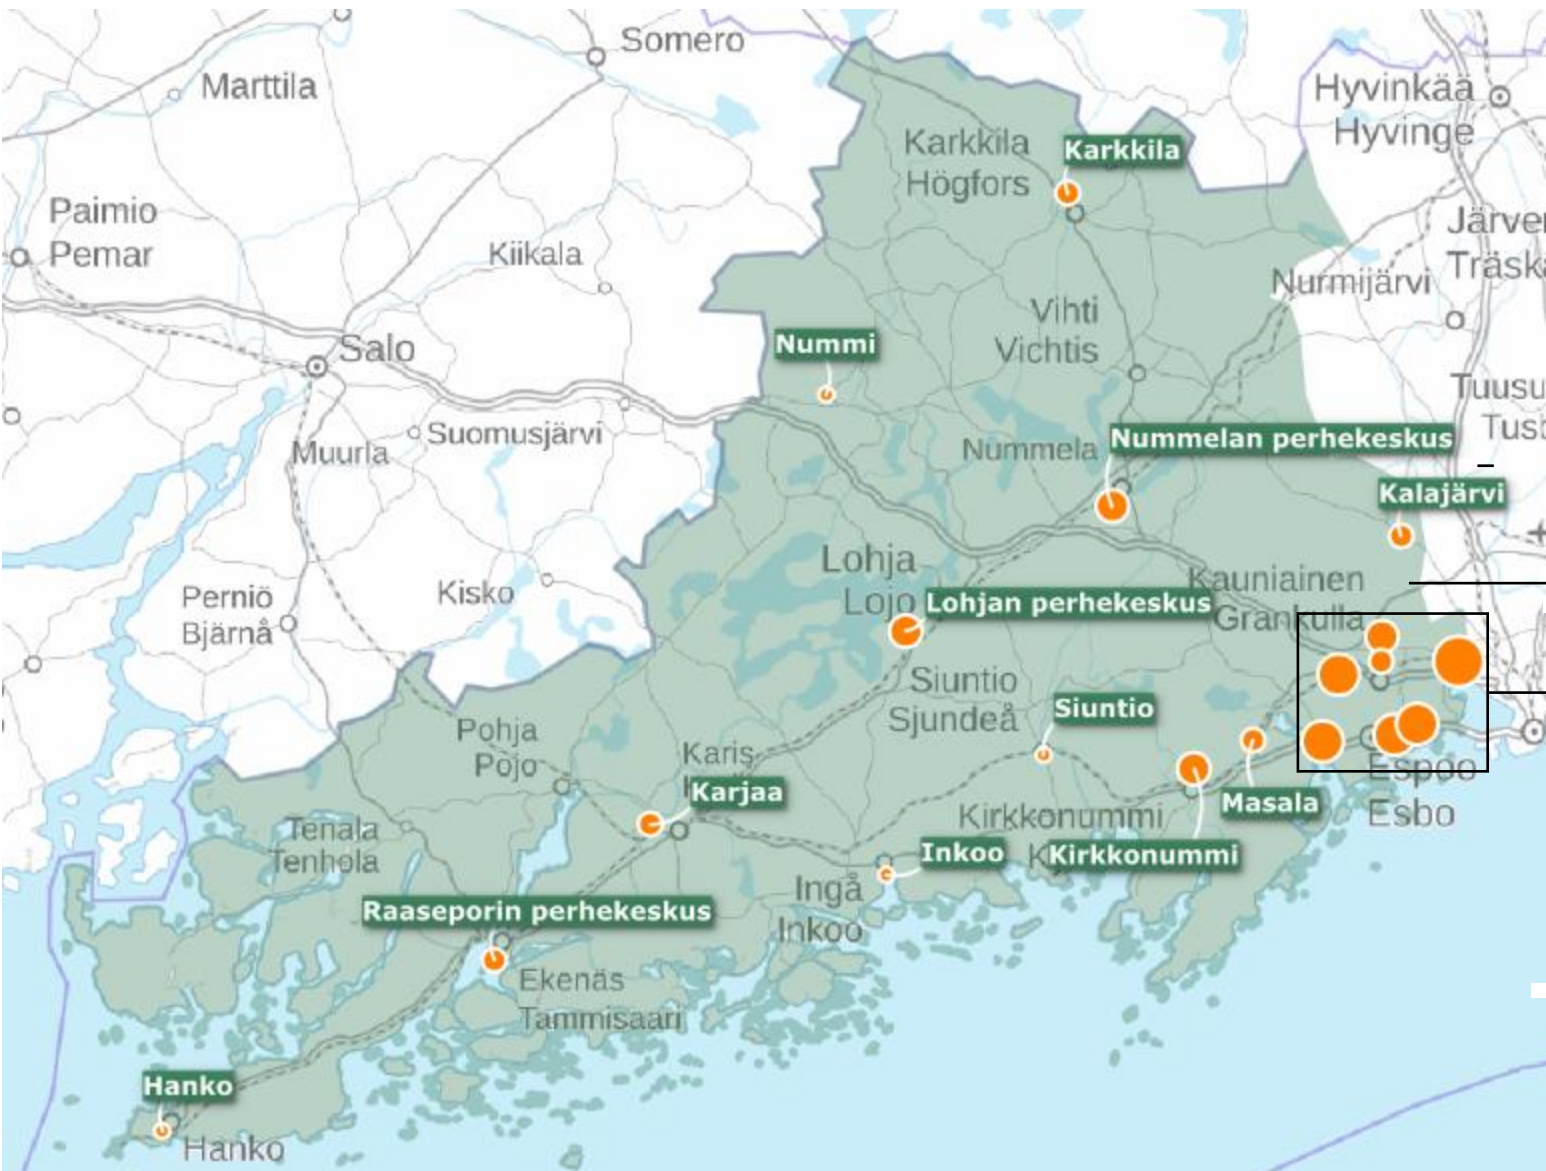 Somero
Marttila
Hyvinkää
Hyvinge
Karkkila
Högfors
Karkkila
Paimio
Pemar
Kiikala
Nurmijärvi
Vihti
Vichtis
Salo
Nummi
Suomusjärvi
Muurla
Nummela
Nummelan perhekeskus
Kalajärvi
Lohja
Lojo
Lohjan perhekeskus
Kauniainen
Grankulla
Perniö
Bjärnå
Kisko
Siuntio
Sjundeå
Siuntio
Pohja
Pojo
Karis
Karjaa
Masala
Espoo
Esbo
Kirkkonummi
Kirkkonummi
Tenala
Tenhola
Inkoo
Ingå
Inkoo
Raaseporin perhekeskus
Ekenäs
Tammisaari
Hanko
Hanko